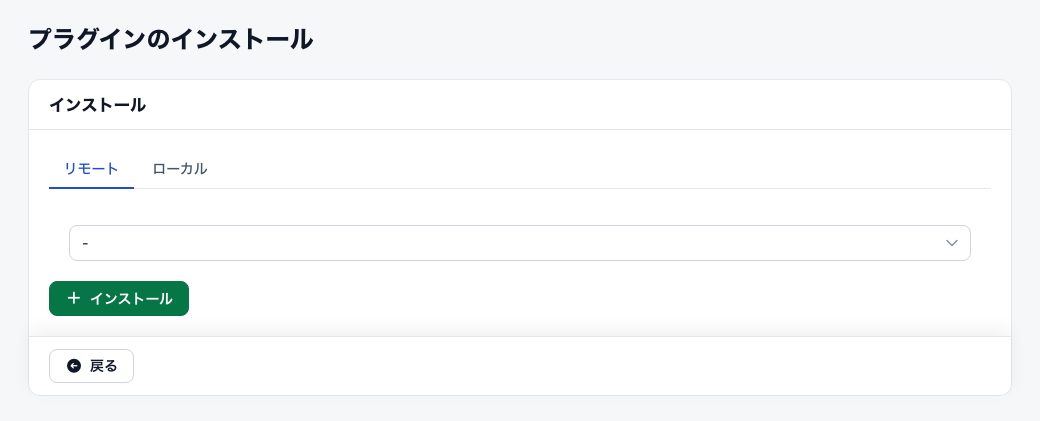 プラグインのインストール
インストール
リモート ローカル
-
インストール
戻る